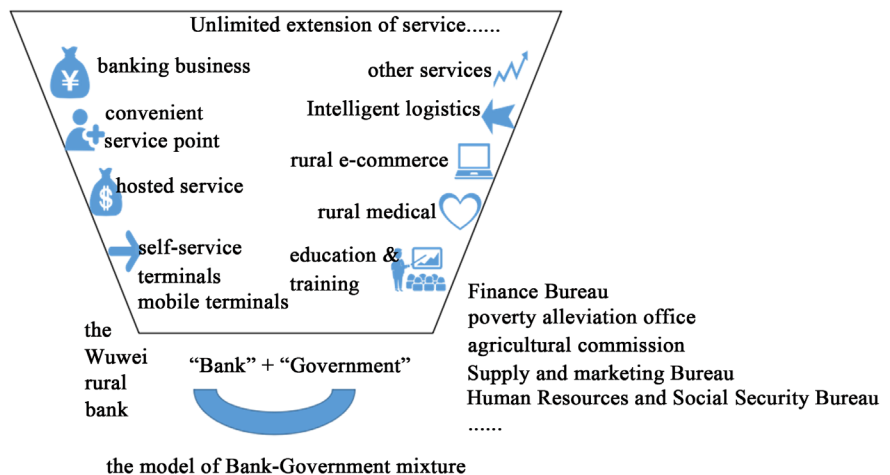 Unlimited extension of service......
¥ banking business
convenient
service point
$ hosted service
self-service
terminals
mobile terminals
other services
Intelligent logistics
rural e-commerce
rural medical
education &
training
the
Wuwei
rural
bank
“Bank” + “Government”
Finance Bureau
poverty alleviation office
agricultural commission
Supply and marketing Bureau
Human Resources and Social Security Bureau
......
the model of Bank-Government mixture